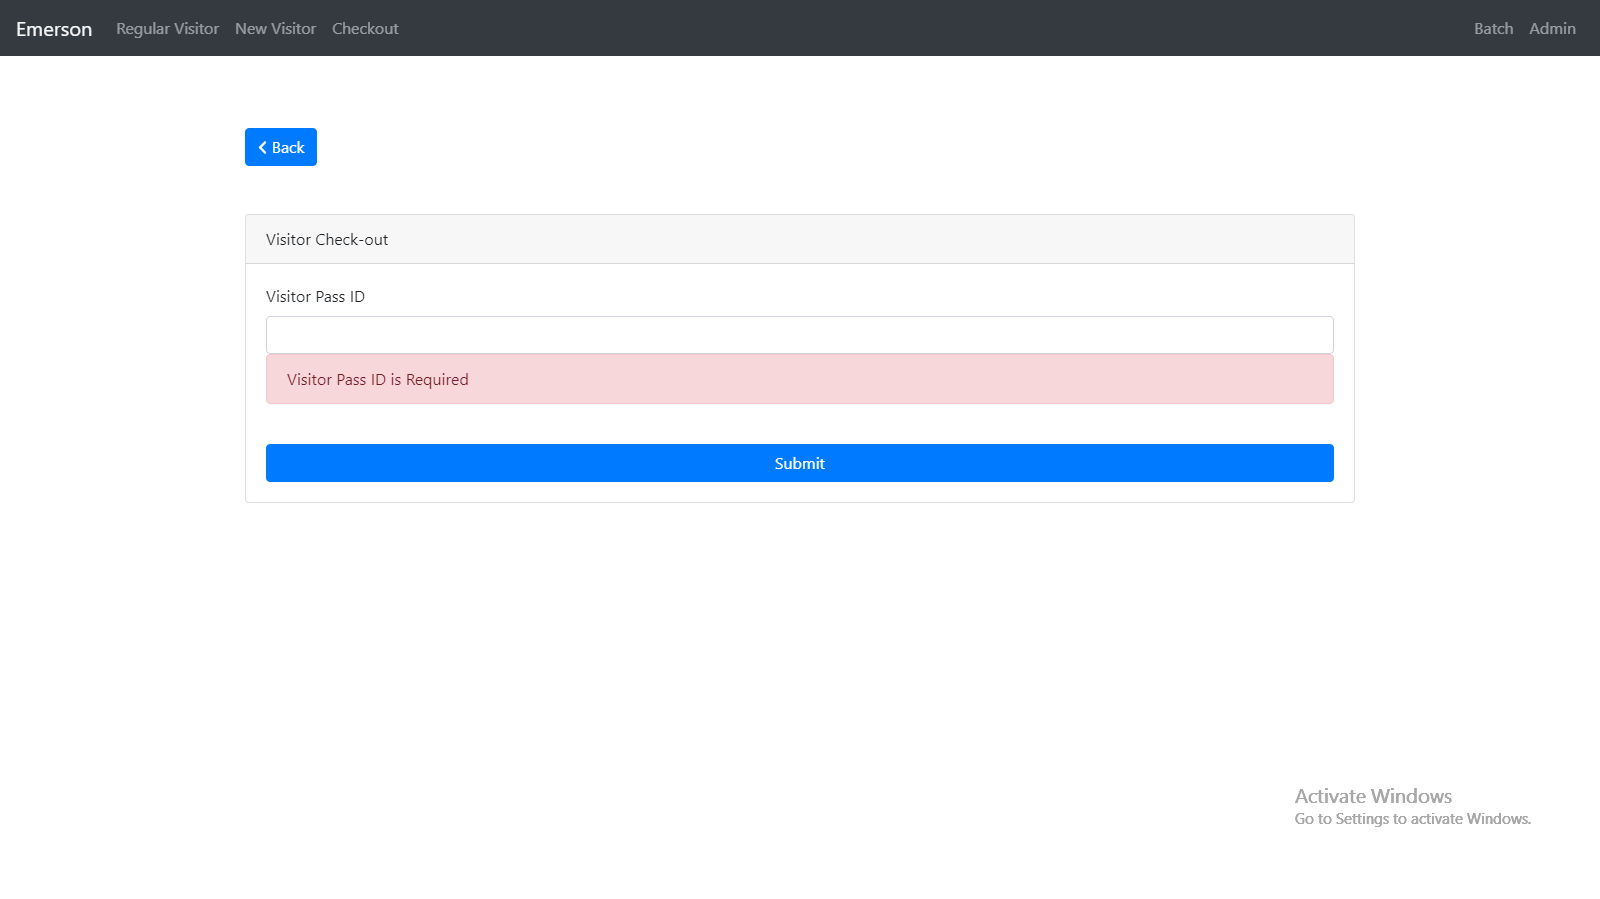 Emerson Regular Visitor New Visitor Checkout Batch Admin
Back
Visitor Check-out
Visitor Pass ID
Visitor Pass ID is Required
Submit
Activate Windows
Go to Settings to activate Windows.